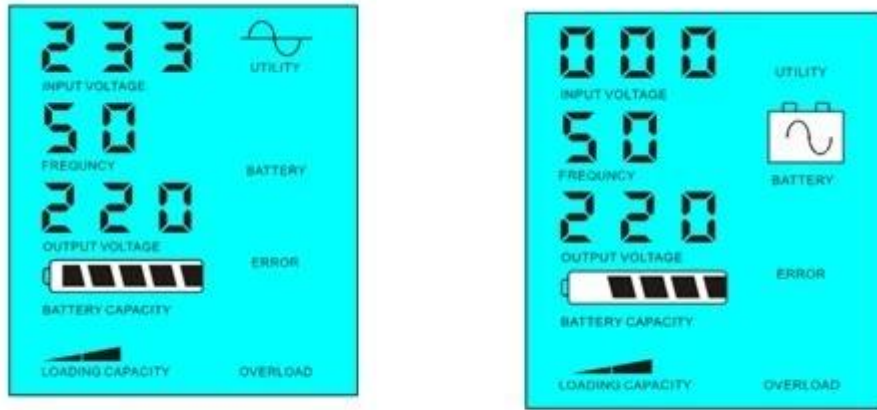 233
INPUT VOLTAGE
UTILITY
50
FREQUNCY
BATTERY
220
OUTPUT VOLTAGE
ERROR
BATTERY CAPACITY
LOADING CAPACITY
OVERLOAD
000
INPUT VOLTAGE
UTILITY
50
FREQUNCY
BATTERY
220
OUTPUT VOLTAGE
ERROR
BATTERY CAPACITY
LOADING CAPACITY
OVERLOAD